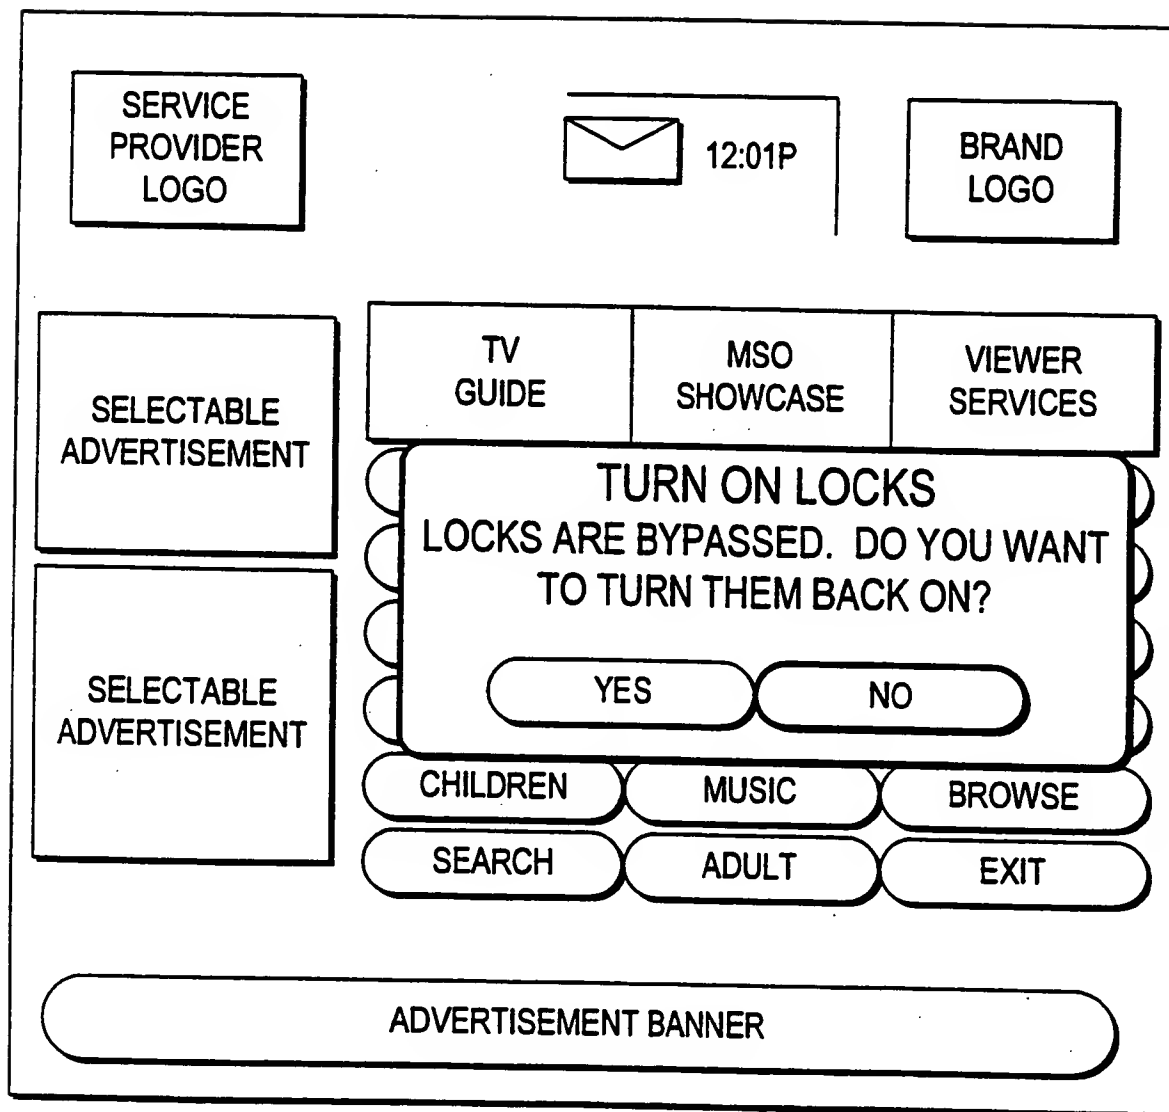 SERVICE
PROVIDER
LOGO
12:01P
BRAND
LOGO
SELECTABLE
ADVERTISEMENT
TV
GUIDE
MSO
SHOWCASE
VIEWER
SERVICES
TURN ON LOCKS
LOCKS ARE BYPASSED. DO YOU WANT
TO TURN THEM BACK ON?
YES
NO
SELECTABLE
ADVERTISEMENT
CHILDREN
MUSIC
BROWSE
SEARCH
ADULT
EXIT
ADVERTISEMENT BANNER